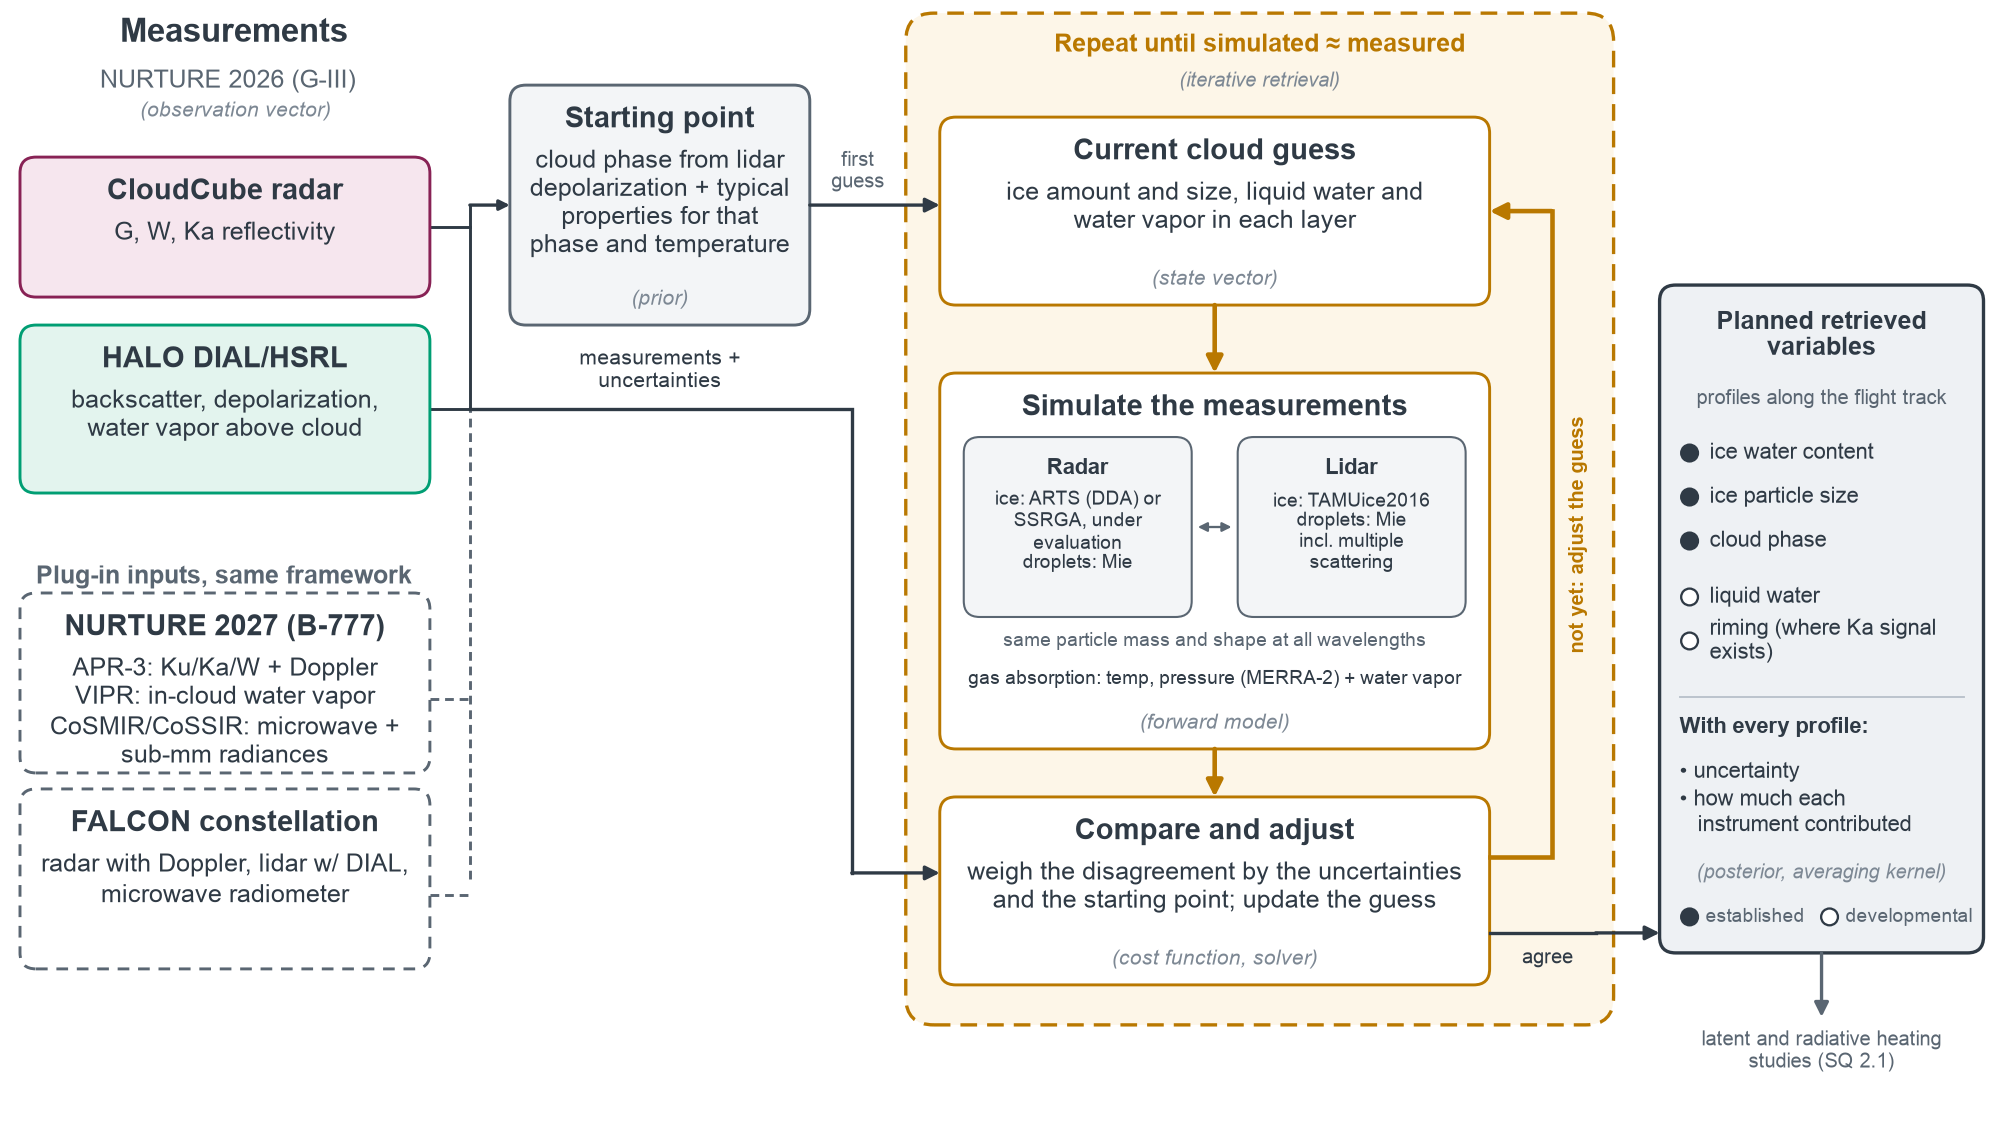 Measurements
NURTURE 2026 (G-III)
(observation vector)
CloudCube radar
G, W, Ka reflectivity
HALO DIAL/HSRL
backscatter, depolarization,
water vapor above cloud
Plug-in inputs, same framework
NURTURE 2027 (B-777)
APR-3: Ku/Ka/W + Doppler
VIPR: in-cloud water vapor
CoSMIR/CoSSIR: microwave +
sub-mm radiances
FALCON constellation
radar with Doppler, lidar w/ DIAL,
microwave radiometer
Starting point
cloud phase from lidar
depolarization + typical
properties for that
phase and temperature
(prior)
measurements +
uncertainties
first
guess
Repeat until simulated ≈ measured
(iterative retrieval)
Current cloud guess
ice amount and size, liquid water and
water vapor in each layer
(state vector)
Simulate the measurements
Radar
ice: ARTS (DDA) or
SSRGA, under
evaluation
droplets: Mie
Lidar
ice: TAMUice2016
droplets: Mie
incl. multiple
scattering
same particle mass and shape at all wavelengths
gas absorption: temp, pressure (MERRA-2) + water vapor
(forward model)
Compare and adjust
weigh the disagreement by the uncertainties
and the starting point; update the guess
(cost function, solver)
not yet: adjust the guess
agree
Planned retrieved
variables
profiles along the flight track
ice water content
ice particle size
cloud phase
liquid water
riming (where Ka signal
exists)
With every profile:
• uncertainty
• how much each
instrument contributed
(posterior, averaging kernel)
established
developmental
latent and radiative heating
studies (SQ 2.1)